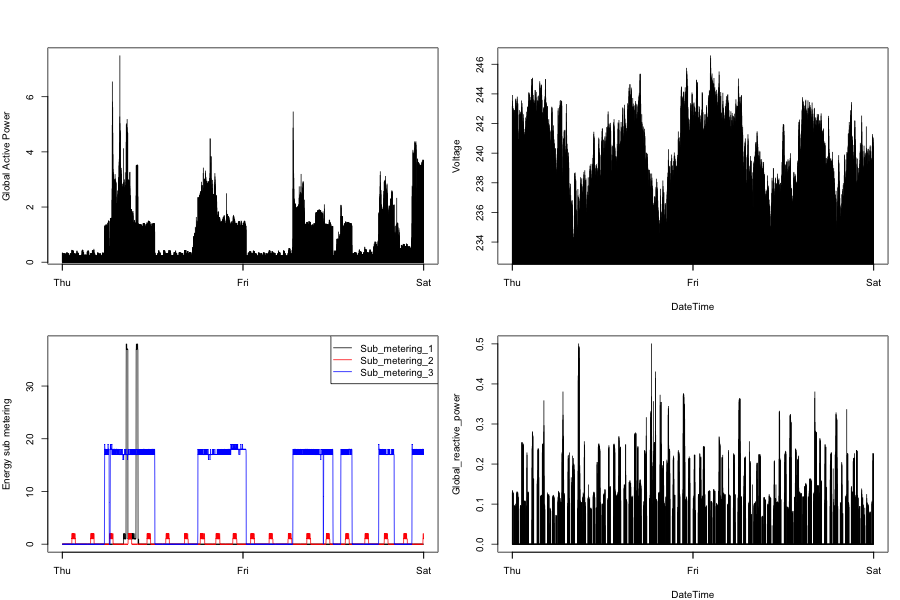 Global Active Power
6
4
2
0
Thu Fri Sat
Voltage
246
244
242
240
238
236
234
Thu Fri Sat
DateTime
Energy sub metering
30
20
10
0
Sub_metering_1
Sub_metering_2
Sub_metering_3
Thu Fri Sat
Global_reactive_power
0.5
0.4
0.3
0.2
0.1
0.0
Thu Fri Sat
DateTime